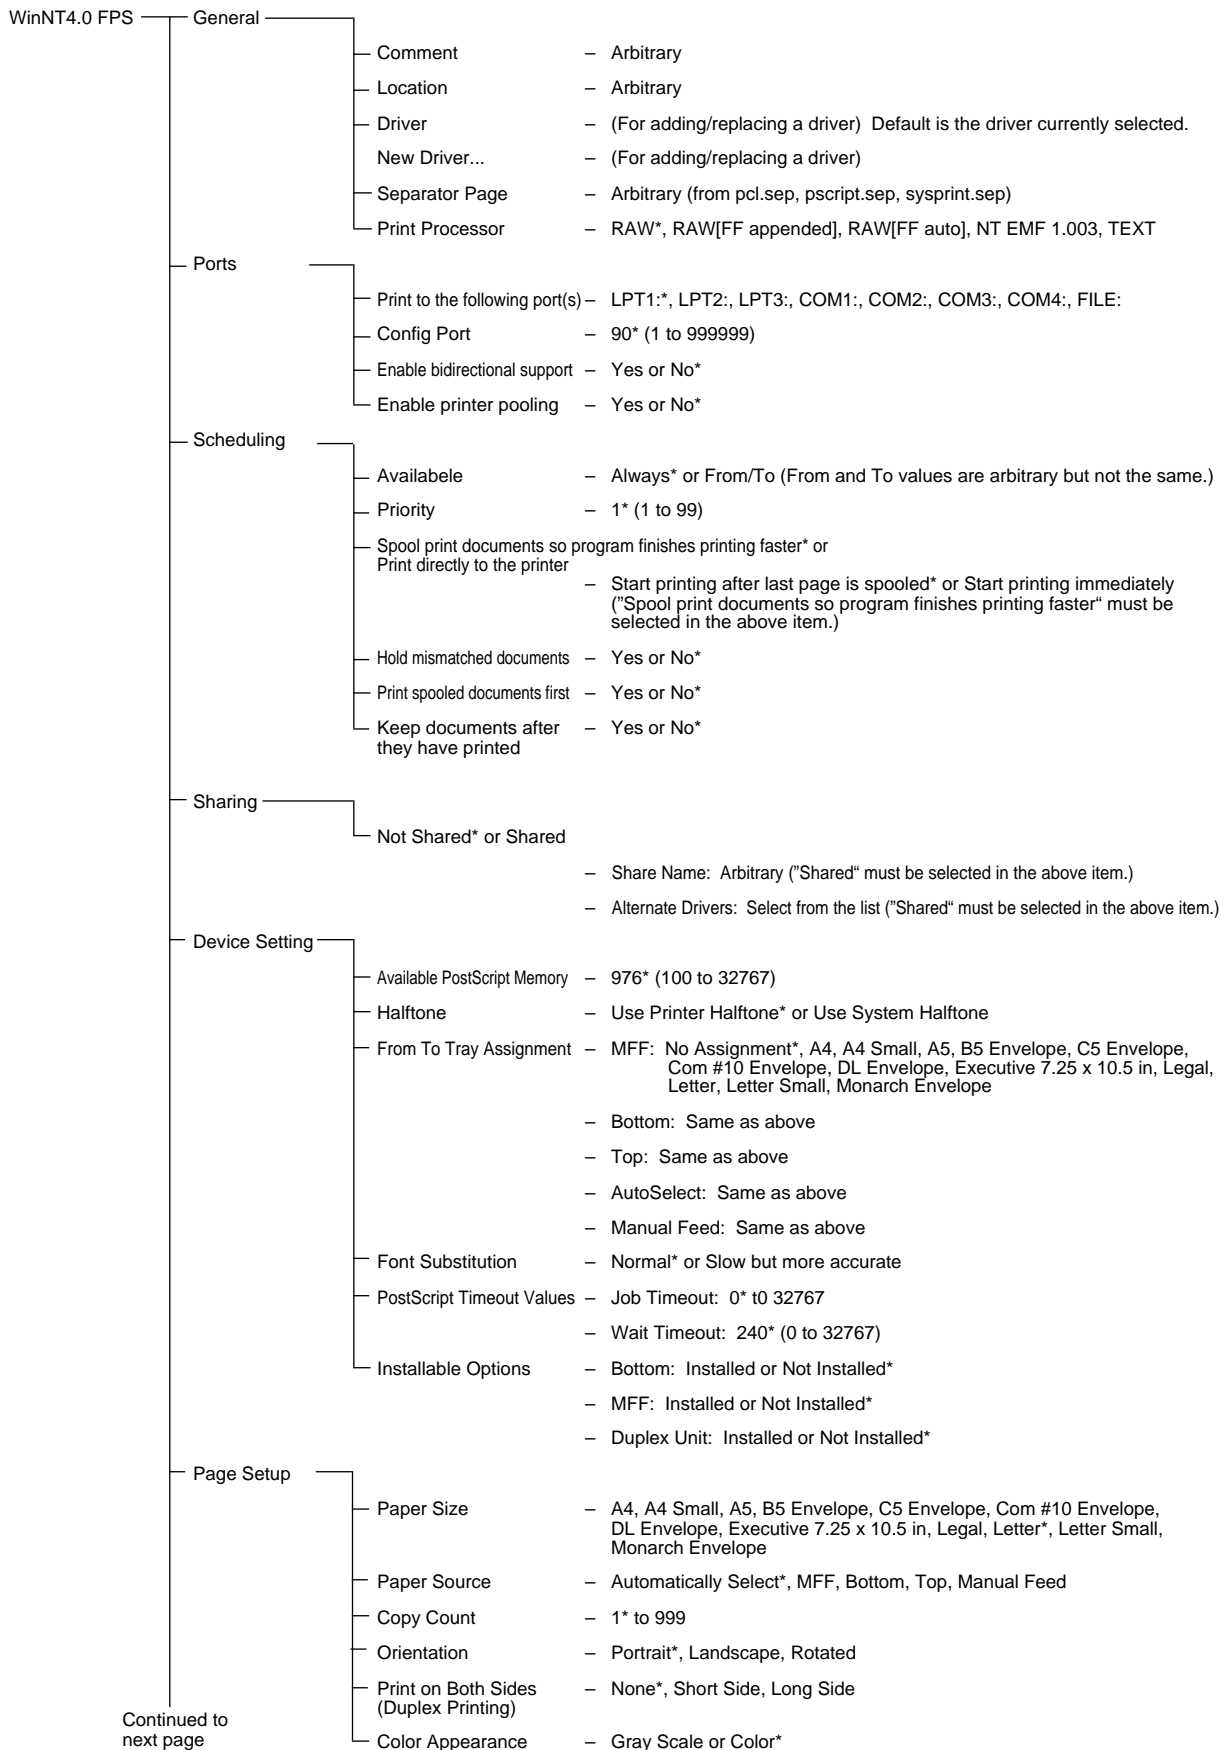 WinNT4.0 FPS
General
Comment – Arbitrary
Location – Arbitrary
Driver – (For adding/replacing a driver) Default is the driver currently selected.
New Driver... – (For adding/replacing a driver)
Separator Page – Arbitrary (from pcl.sep, pscript.sep, sysprint.sep)
Print Processor – RAW*, RAW[FF appended], RAW[FF auto], NT EMF 1.003, TEXT
Ports
Print to the following port(s) – LPT1:*, LPT2:, LPT3:, COM1:, COM2:, COM3:, COM4:, FILE:
Config Port – 90* (1 to 999999)
Enable bidirectional support – Yes or No*
Enable printer pooling – Yes or No*
Scheduling
Availabele – Always* or From/To (From and To values are arbitrary but not the same.)
Priority – 1* (1 to 99)
Spool print documents so program finishes printing faster* or
Print directly to the printer
– Start printing after last page is spooled* or Start printing immediately
(”Spool print documents so program finishes printing faster“ must be
selected in the above item.)
Hold mismatched documents – Yes or No*
Print spooled documents first – Yes or No*
Keep documents after – Yes or No*
they have printed
Sharing
Not Shared* or Shared
– Share Name: Arbitrary (”Shared“ must be selected in the above item.)
– Alternate Drivers: Select from the list (”Shared“ must be selected in the above item.)
Device Setting
Available PostScript Memory – 976* (100 to 32767)
Halftone – Use Printer Halftone* or Use System Halftone
From To Tray Assignment – MFF: No Assignment*, A4, A4 Small, A5, B5 Envelope, C5 Envelope,
Com #10 Envelope, DL Envelope, Executive 7.25 x 10.5 in, Legal,
Letter, Letter Small, Monarch Envelope
– Bottom: Same as above
– Top: Same as above
– AutoSelect: Same as above
– Manual Feed: Same as above
Font Substitution – Normal* or Slow but more accurate
PostScript Timeout Values – Job Timeout: 0* t0 32767
– Wait Timeout: 240* (0 to 32767)
Installable Options – Bottom: Installed or Not Installed*
– MFF: Installed or Not Installed*
– Duplex Unit: Installed or Not Installed*
Page Setup
Paper Size – A4, A4 Small, A5, B5 Envelope, C5 Envelope, Com #10 Envelope,
DL Envelope, Executive 7.25 x 10.5 in, Legal, Letter*, Letter Small,
Monarch Envelope
Paper Source – Automatically Select*, MFF, Bottom, Top, Manual Feed
Copy Count – 1* to 999
Orientation – Portrait*, Landscape, Rotated
Print on Both Sides – None*, Short Side, Long Side
(Duplex Printing)
Color Appearance – Gray Scale or Color*
Continued to
next page